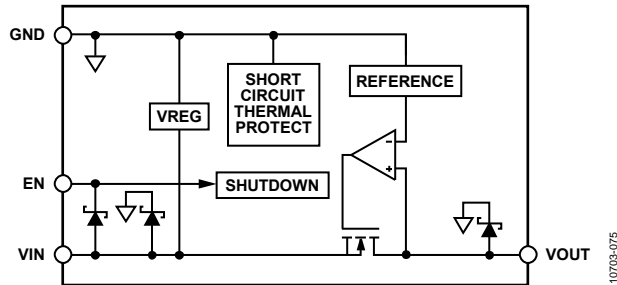 GND
SHORT
CIRCUIT
THERMAL
PROTECT
REFERENCE
VREG
-
+
EN
SHUTDOWN
VIN
VOUT
10703-075